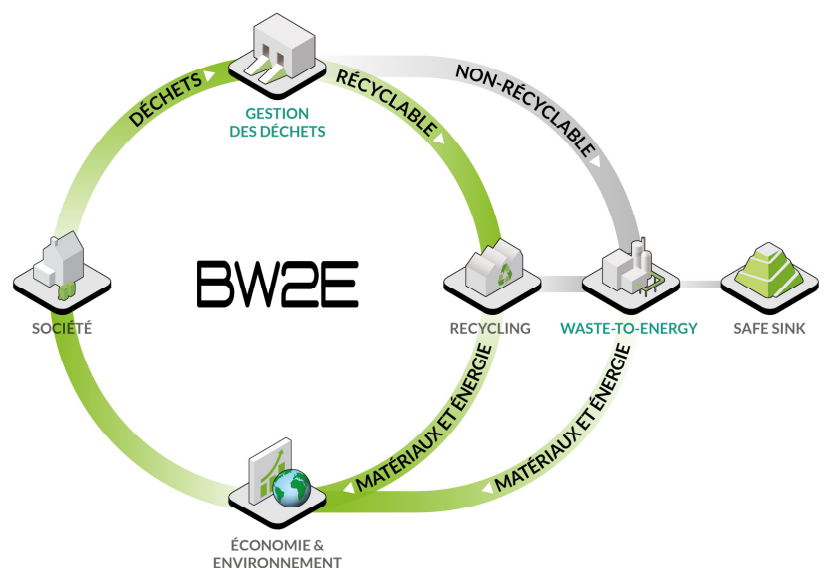 DÉCHETS
GESTION
DES DÉCHETS
RÉCYCLABLE
NON-RÉCYCLABLE
BW2E
SOCIÉTÉ
RECYCLING
WASTE-TO-ENERGY
SAFE SINK
MATÉRIAUX ET ÉNERGIE
MATÉRIAUX ET ÉNERGIE
ÉCONOMIE &
ENVIRONNEMENT